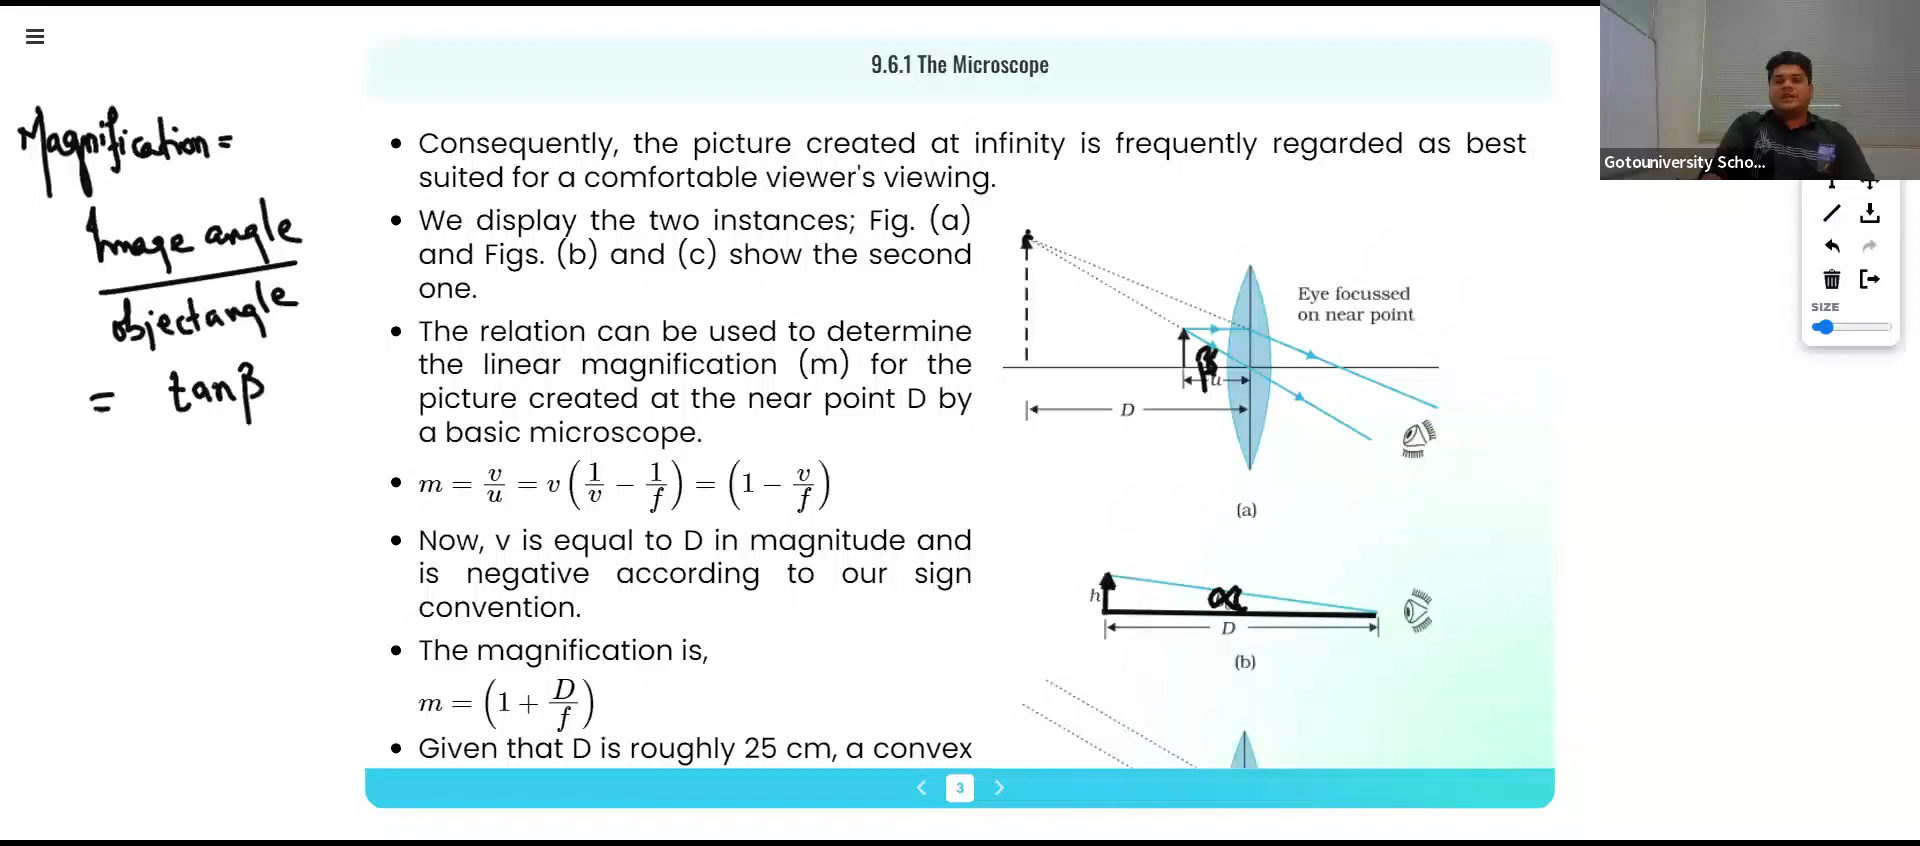 9.6.1 The Microscope
Magnification =
Image angle
objectangle
= tanβ
• Consequently, the picture created at infinity is frequently regarded as best
suited for a comfortable viewer's viewing.
• We display the two instances; Fig. (a)
and Figs. (b) and (c) show the second
one.
• The relation can be used to determine
the linear magnification (m) for the
picture created at the near point D by
a basic microscope.
• m = v/u = v(1/v − 1/f) = (1 − v/f)
• Now, v is equal to D in magnitude and
is negative according to our sign
convention.
• The magnification is,
m = (1 + D/f)
• Given that D is roughly 25 cm, a convex
Eye focussed
on near point
β
u
D
(a)
h
α
D
(b)
< 3 >
Gotouniversity Scho...
SIZE